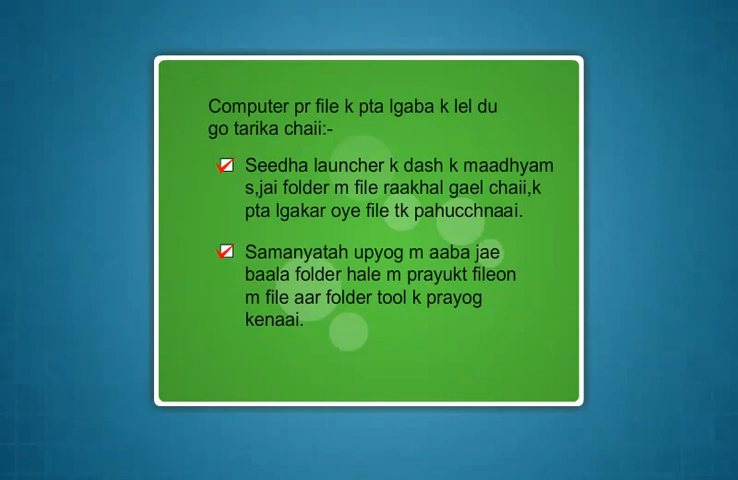 Computer pr file k pta lgaba k lel du
go tarika chaii:-
Seedha launcher k dash k maadhyam
s,jai folder m file raakhal gael chaii,k
pta lgakar oye file tk pahucchnaai.
Samanyatah upyog m aaba jae
baala folder hale m prayukt fileon
m file aar folder tool k prayog
kenaai.